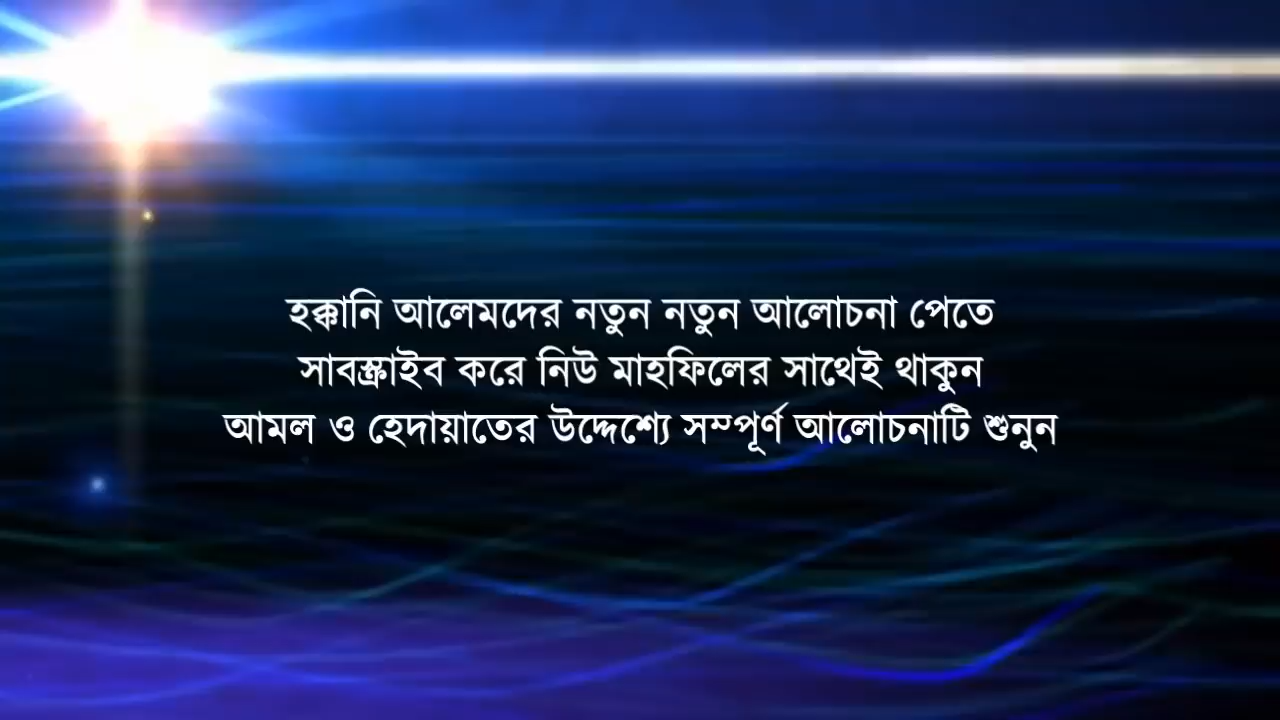 হক্কানি আলেমদের নতুন নতুন আলোচনা পেতে
সাবস্ক্রাইব করে নিউ মাহফিলের সাথেই থাকুন
আমল ও হেদায়াতের উদ্দেশ্যে সম্পূর্ণ আলোচনাটি শুনুন